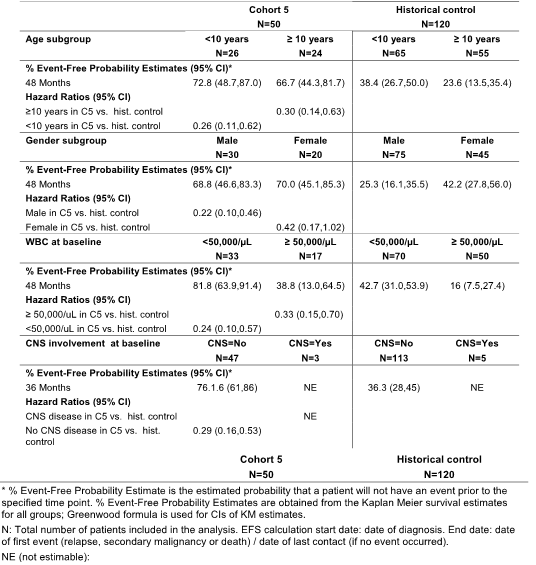 Cohort 5 Historical control
N=50 N=120
Age subgroup <10 years ≥ 10 years <10 years ≥ 10 years
N=26 N=24 N=65 N=55
% Event-Free Probability Estimates (95% CI)*
48 Months 72.8 (48.7,87.0) 66.7 (44.3,81.7) 38.4 (26.7,50.0) 23.6 (13.5,35.4)
Hazard Ratios (95% CI)
≥10 years in C5 vs. hist. control 0.30 (0.14,0.63)
<10 years in C5 vs. hist. control 0.26 (0.11,0.62)
Gender subgroup Male Female Male Female
N=30 N=20 N=75 N=45
% Event-Free Probability Estimates (95% CI)*
48 Months 68.8 (46.6,83.3) 70.0 (45.1,85.3) 25.3 (16.1,35.5) 42.2 (27.8,56.0)
Hazard Ratios (95% CI)
Male in C5 vs. hist. control 0.22 (0.10,0.46)
Female in C5 vs. hist. control 0.42 (0.17,1.02)
WBC at baseline <50,000/µL ≥ 50,000/µL <50,000/µL ≥ 50,000/µL
N=33 N=17 N=70 N=50
% Event-Free Probability Estimates (95% CI)*
48 Months 81.8 (63.9,91.4) 38.8 (13.0,64.5) 42.7 (31.0,53.9) 16 (7.5,27.4)
Hazard Ratios (95% CI)
≥ 50,000/uL in C5 vs. hist. control 0.33 (0.15,0.70)
<50,000/uL in C5 vs. hist. control 0.24 (0.10,0.57)
CNS involvement at baseline CNS=No CNS=Yes CNS=No CNS=Yes
N=47 N=3 N=113 N=5
% Event-Free Probability Estimates (95% CI)*
36 Months 76.1.6 (61,86) NE 36.3 (28,45) NE
Hazard Ratios (95% CI)
CNS disease in C5 vs. hist. control NE
No CNS disease in C5 vs. hist. 0.29 (0.16,0.53)
control
Cohort 5 Historical control
N=50 N=120
* % Event-Free Probability Estimate is the estimated probability that a patient will not have an event prior to
the specified time point. % Event-Free Probability Estimates are obtained from the Kaplan Meier survival estimates
for all groups; Greenwood formula is used for CIs of KM estimates.
N: Total number of patients included in the analysis. EFS calculation start date: date of diagnosis. End date: date
of first event (relapse, secondary malignancy or death) / date of last contact (if no event occurred).
NE (not estimable):